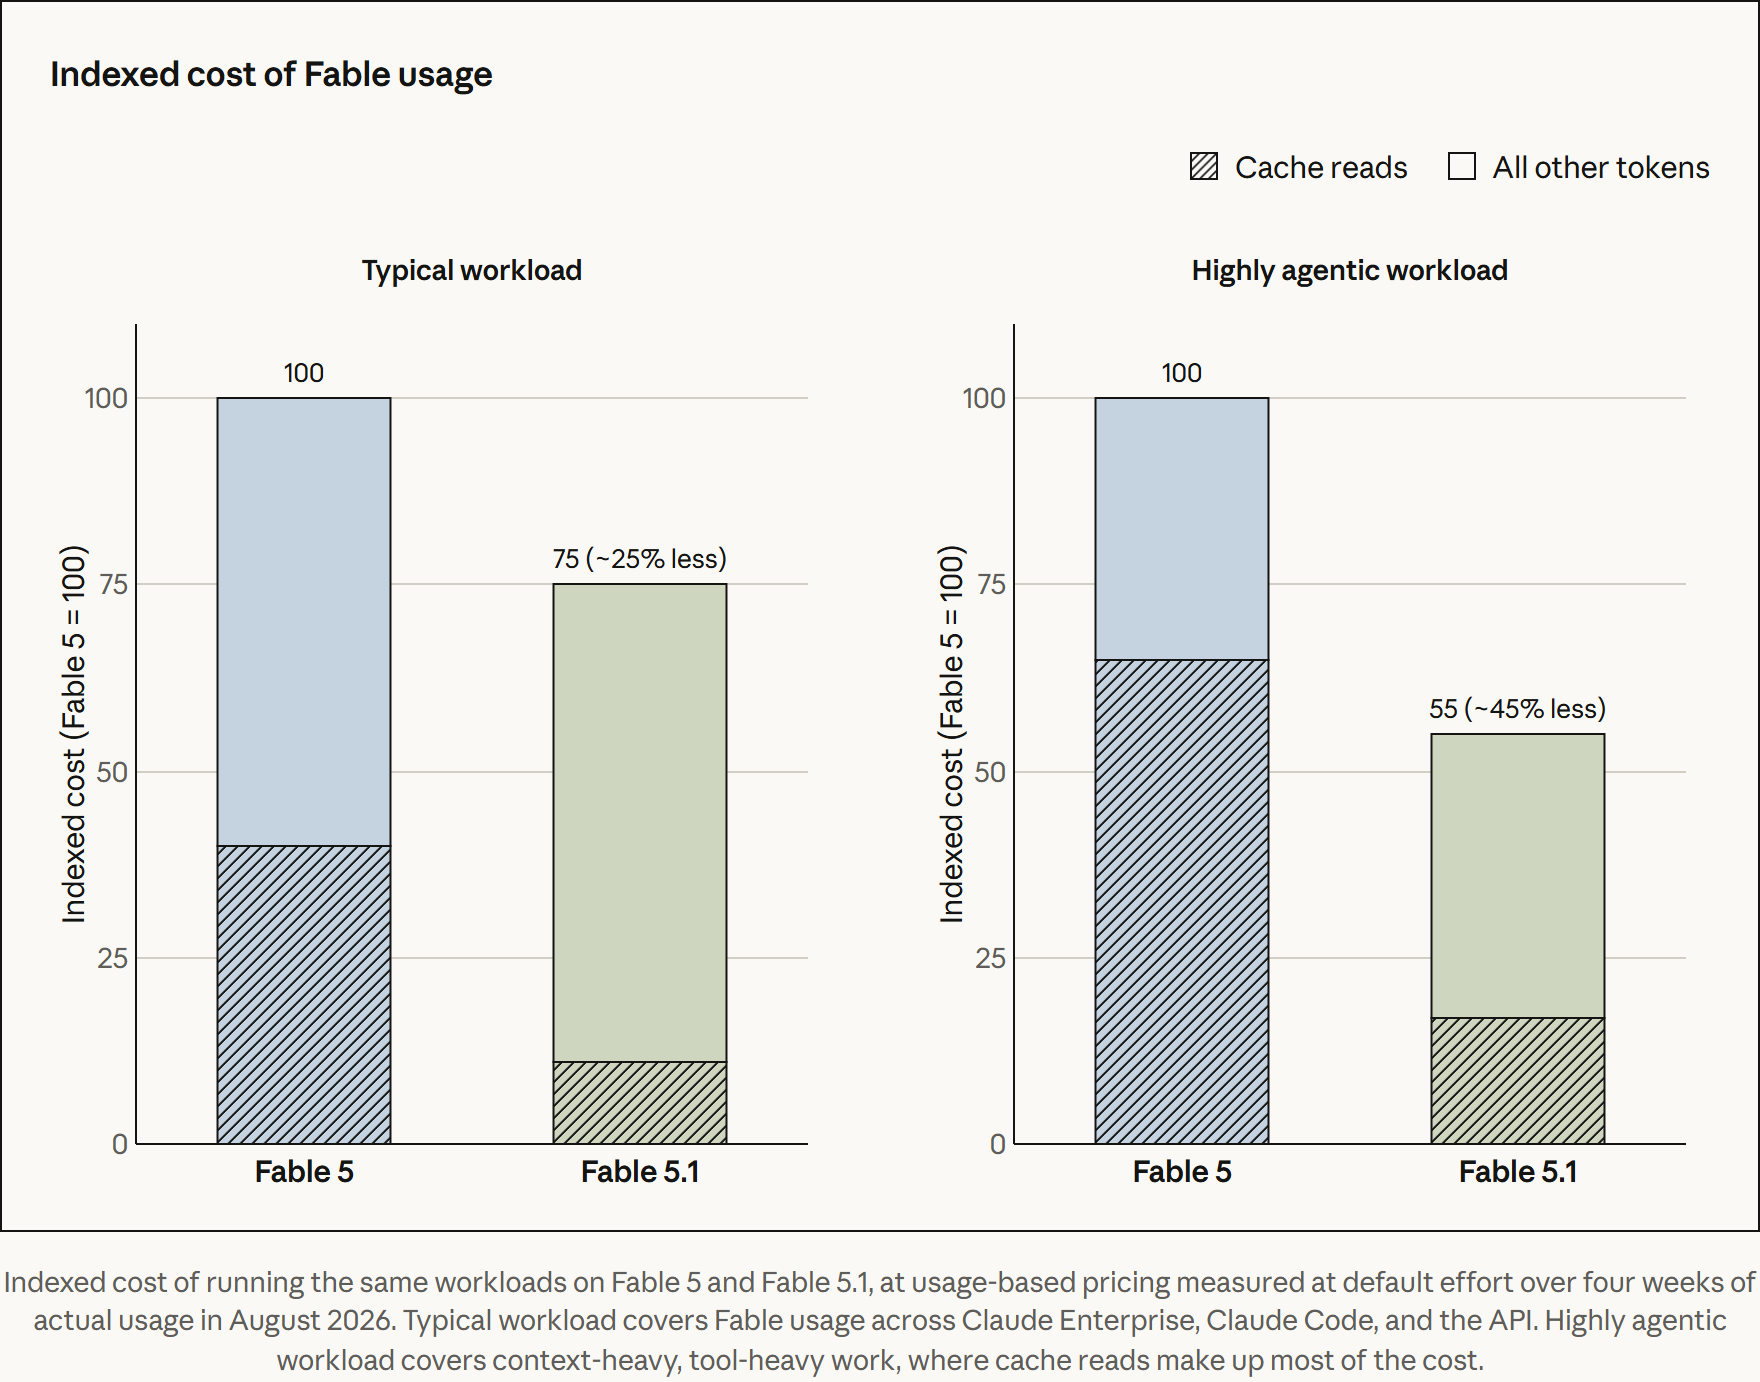 Indexed cost of Fable usage
Cache reads
All other tokens
Typical workload
Indexed cost (Fable 5 = 100)
100
75
50
25
0
100
75 (~25% less)
Fable 5
Fable 5.1
Highly agentic workload
Indexed cost (Fable 5 = 100)
100
75
50
25
0
100
55 (~45% less)
Fable 5
Fable 5.1
Indexed cost of running the same workloads on Fable 5 and Fable 5.1, at usage-based pricing measured at default effort over four weeks of
actual usage in August 2026. Typical workload covers Fable usage across Claude Enterprise, Claude Code, and the API. Highly agentic
workload covers context-heavy, tool-heavy work, where cache reads make up most of the cost.